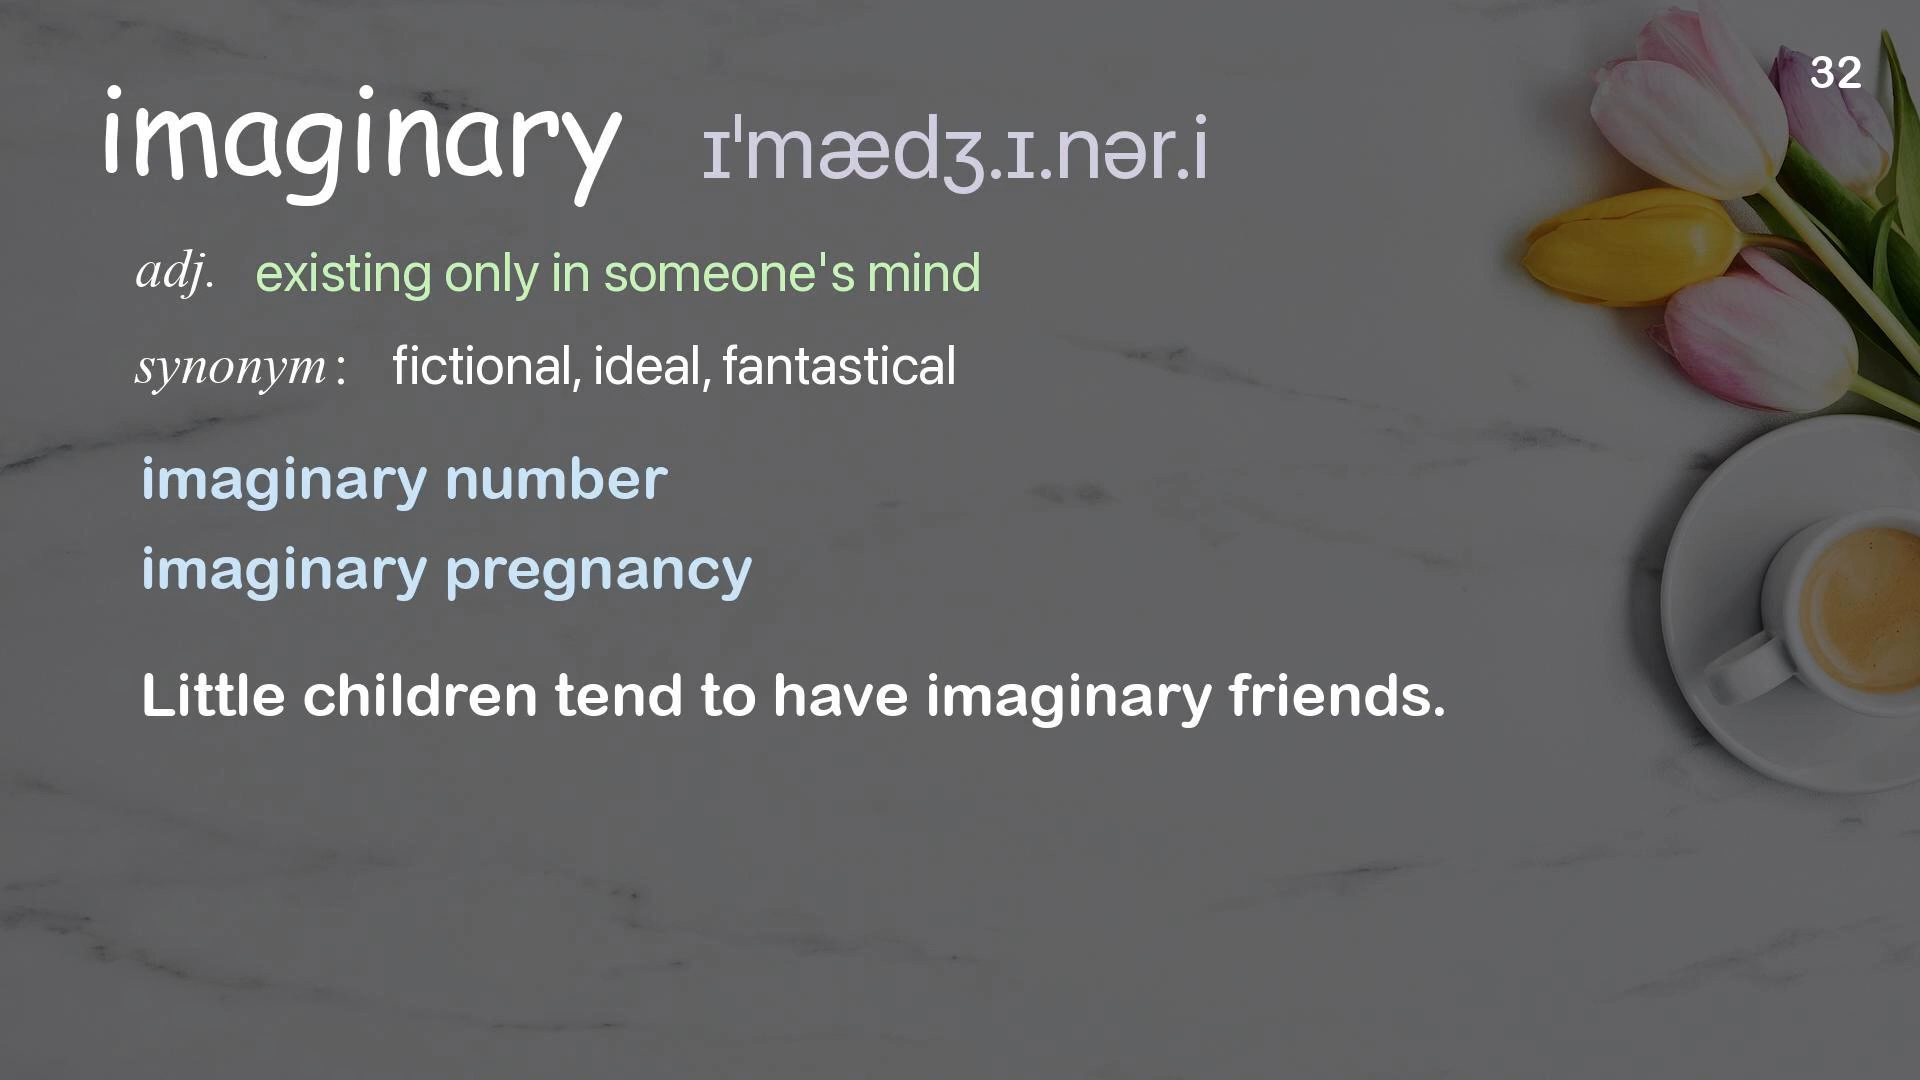 32
imaginary ɪˈmædʒ.ɪ.nər.i
adj. existing only in someone's mind
synonym: fictional, ideal, fantastical
imaginary number
imaginary pregnancy
Little children tend to have imaginary friends.